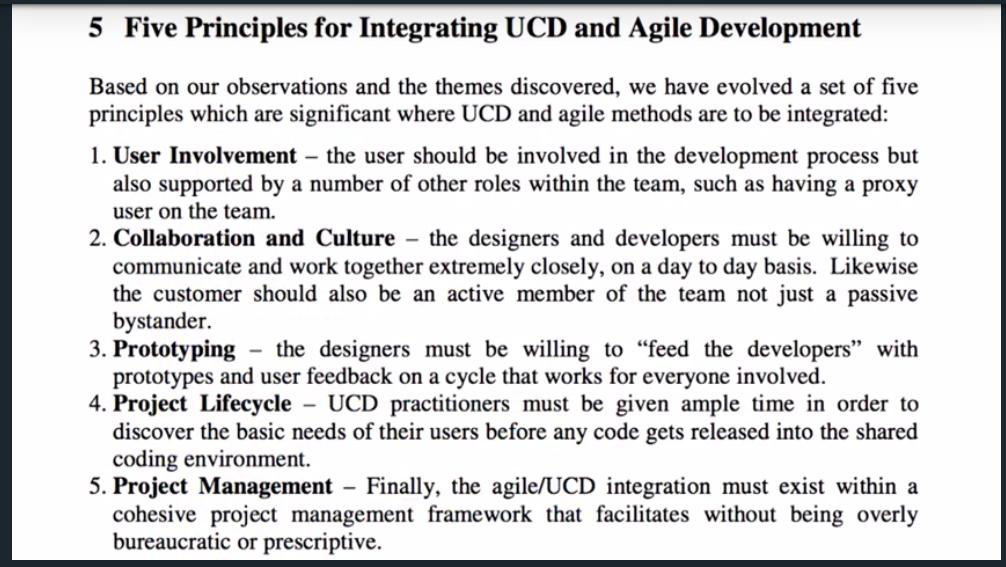 5 Five Principles for Integrating UCD and Agile Development
Based on our observations and the themes discovered, we have evolved a set of five
principles which are significant where UCD and agile methods are to be integrated:
1. User Involvement – the user should be involved in the development process but
also supported by a number of other roles within the team, such as having a proxy
user on the team.
2. Collaboration and Culture – the designers and developers must be willing to
communicate and work together extremely closely, on a day to day basis. Likewise
the customer should also be an active member of the team not just a passive
bystander.
3. Prototyping – the designers must be willing to “feed the developers” with
prototypes and user feedback on a cycle that works for everyone involved.
4. Project Lifecycle – UCD practitioners must be given ample time in order to
discover the basic needs of their users before any code gets released into the shared
coding environment.
5. Project Management – Finally, the agile/UCD integration must exist within a
cohesive project management framework that facilitates without being overly
bureaucratic or prescriptive.